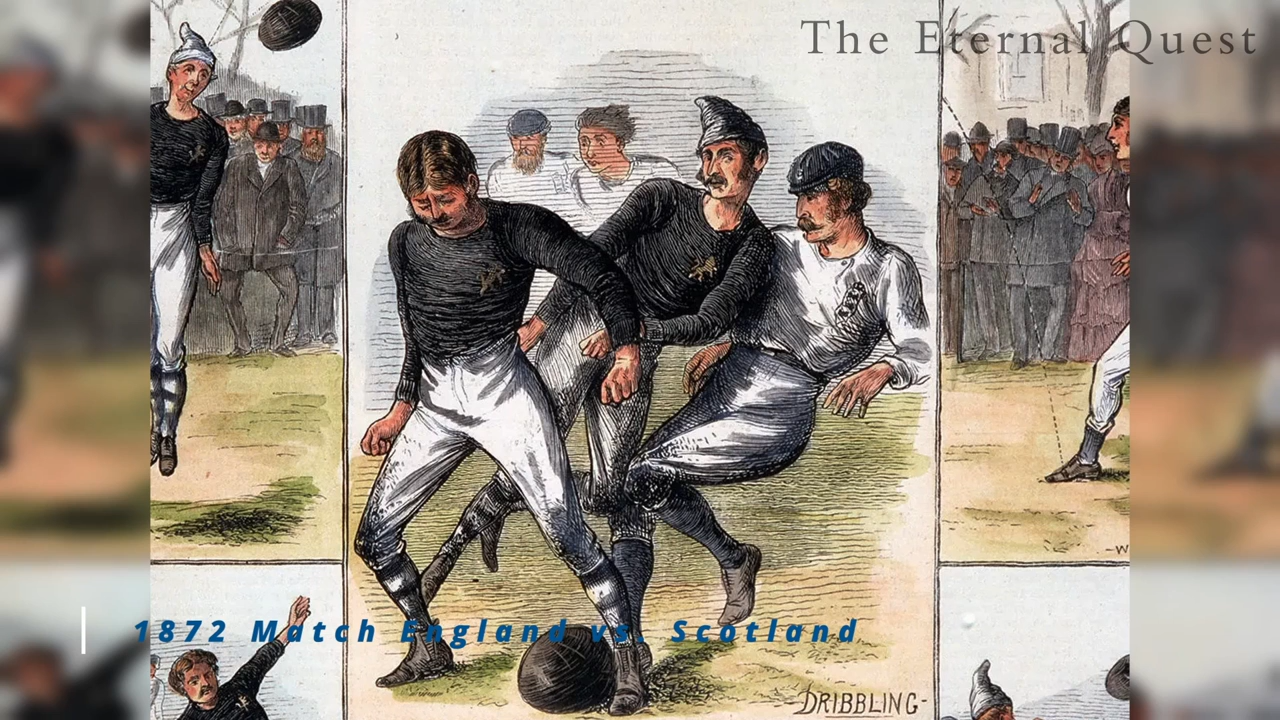 The Eternal Quest
-W
1872 Match England vs. Scotland
DRIBBLING-